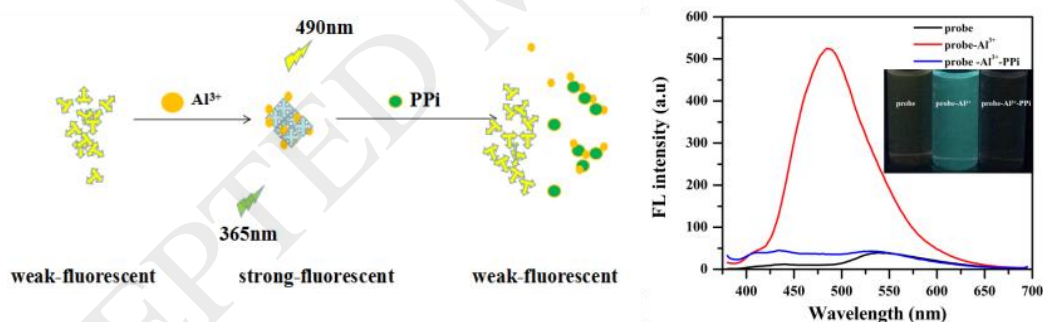 490nm
Al³⁺
PPi
365nm
weak-fluorescent
strong-fluorescent
weak-fluorescent
600
500
400
300
200
100
0
FL intensity (a.u)
probe
probe-Al³⁺
probe -Al³⁺-PPi
probe
probe-Al³⁺
probe-Al³⁺-PPi
400 450 500 550 600 650 700
Wavelength (nm)
EPTED M